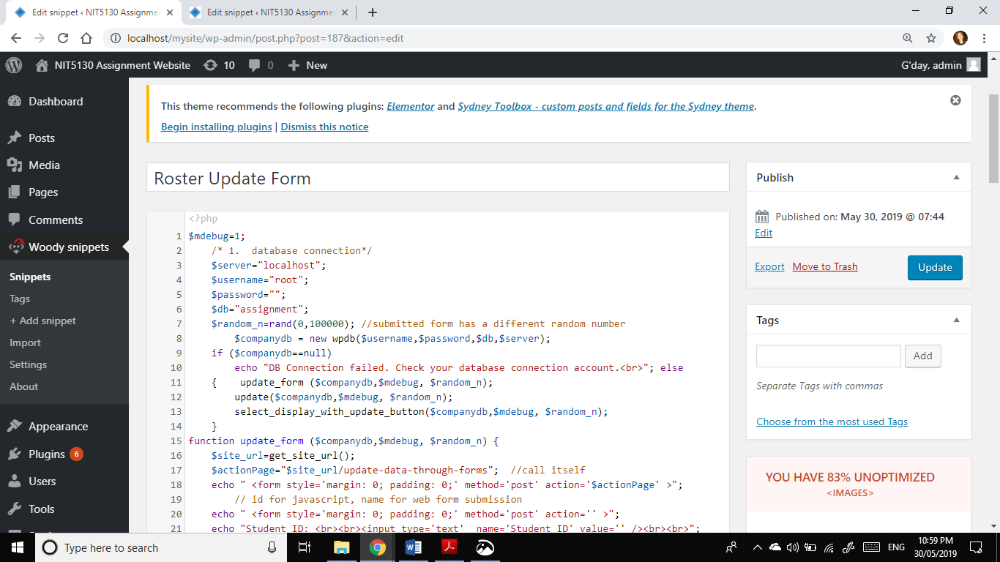 Edit snippet ‹ NIT5130 Assignme
Edit snippet ‹ NIT5130 Assignme
localhost/mysite/wp-admin/post.php?post=187&action=edit
NIT5130 Assignment Website
10
0
New
G'day, admin
Dashboard
Posts
Media
Pages
Comments
Woody snippets
Snippets
Tags
+ Add snippet
Import
Settings
About
Appearance
Plugins 6
Users
Tools
This theme recommends the following plugins: Elementor and Sydney Toolbox - custom posts and fields for the Sydney theme.
Begin installing plugins | Dismiss this notice
Roster Update Form
<?php
1 $mdebug=1;
2 /* 1.  database connection*/
3 $server="localhost";
4 $username="root";
5 $password="";
6 $db="assignment";
7 $random_n=rand(0,100000); //submitted form has a different random number
8 $companydb = new wpdb($username,$password,$db,$server);
9 if ($companydb==null)
10 echo "DB Connection failed. Check your database connection account.<br>"; else
11 {    update_form ($companydb,$mdebug, $random_n);
12 update($companydb,$mdebug, $random_n);
13 select_display_with_update_button($companydb,$mdebug, $random_n);
14 }
15 function update_form ($companydb,$mdebug, $random_n) {
16 $site_url=get_site_url();
17 $actionPage="$site_url/update-data-through-forms";  //call itself
18 echo " <form style='margin: 0; padding: 0;' method='post' action='$actionPage' >";
19 // id for javascript, name for web form submission
20 echo " <form style='margin: 0; padding: 0;' method='post' action='' >";
21 echo "Student ID: <br><br><input type='text'  name='Student ID' value='' /><br><br>";
Publish
Published on: May 30, 2019 @ 07:44
Edit
Export Move to Trash Update
Tags
Add
Separate Tags with commas
Choose from the most used Tags
YOU HAVE 83% UNOPTIMIZED
<IMAGES>
Type here to search
ENG
10:59 PM
30/05/2019